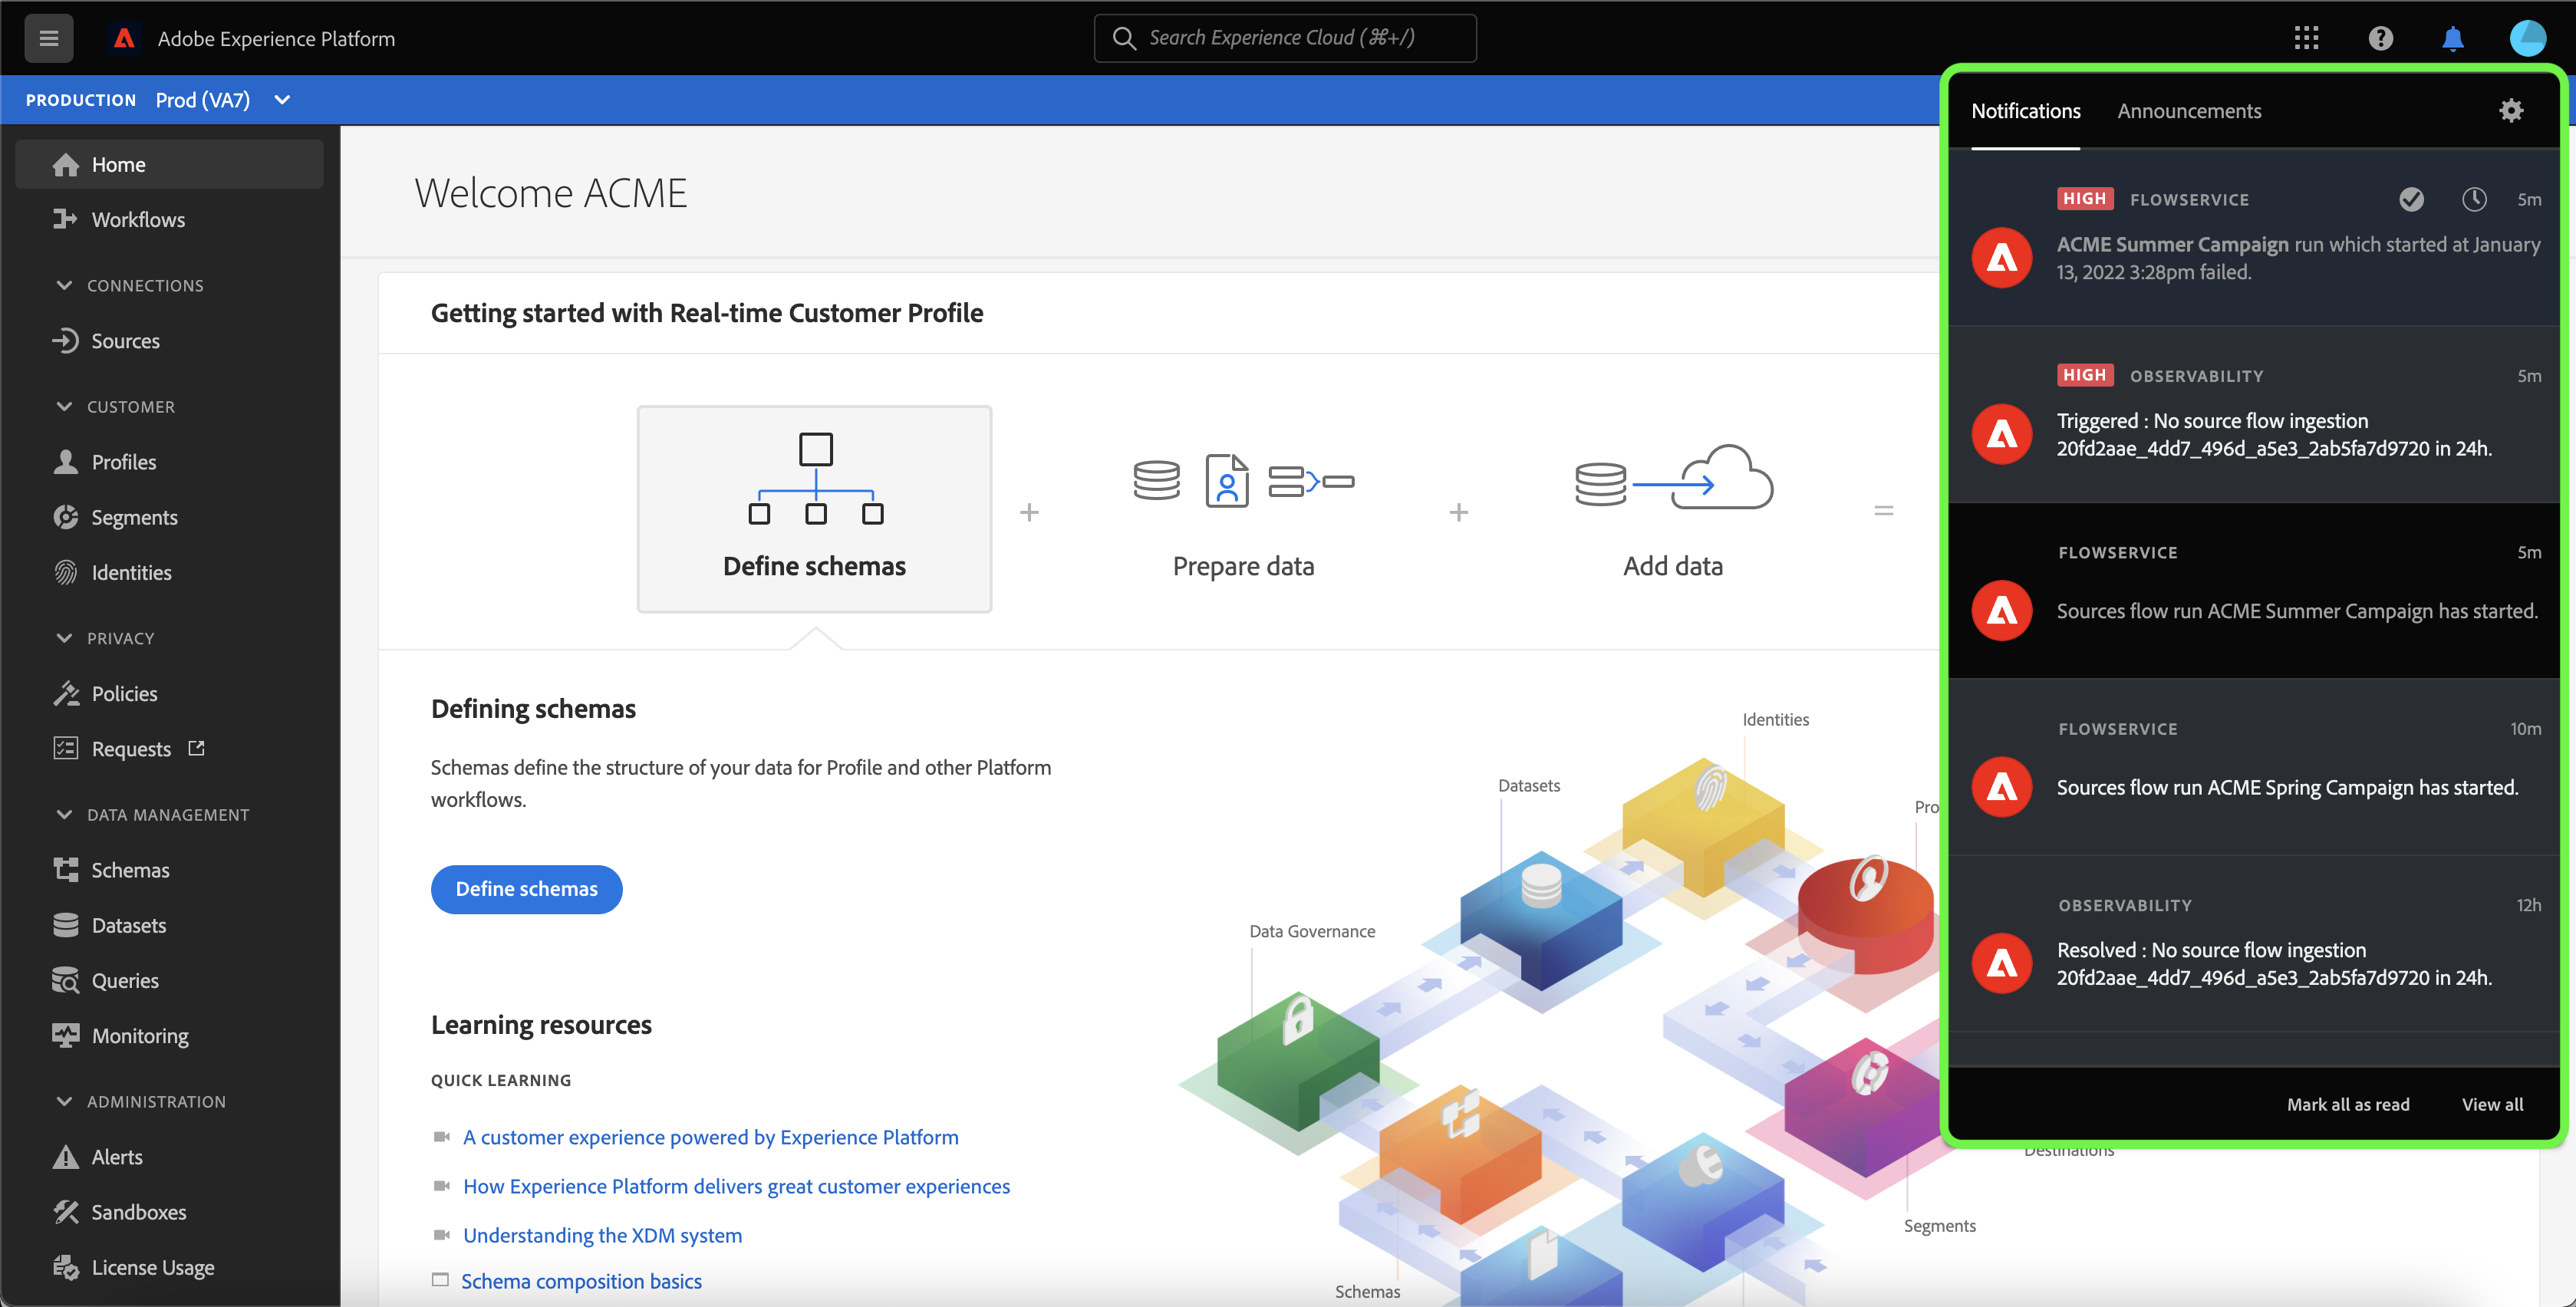 Adobe Experience Platform
Search Experience Cloud (⌘+/)
PRODUCTION Prod (VA7)
Home
Workflows
CONNECTIONS
Sources
CUSTOMER
Profiles
Segments
Identities
PRIVACY
Policies
Requests
DATA MANAGEMENT
Schemas
Datasets
Queries
Monitoring
ADMINISTRATION
Alerts
Sandboxes
License Usage
Welcome ACME
Getting started with Real-time Customer Profile
Define schemas
+
Prepare data
+
Add data
=
Defining schemas
Schemas define the structure of your data for Profile and other Platform
workflows.
Define schemas
Learning resources
QUICK LEARNING
A customer experience powered by Experience Platform
How Experience Platform delivers great customer experiences
Understanding the XDM system
Schema composition basics
Identities
Datasets
Pro
Data Governance
Destinations
Segments
Schemas
Notifications Announcements
HIGH FLOWSERVICE 5m
ACME Summer Campaign run which started at January
13, 2022 3:28pm failed.
HIGH OBSERVABILITY 5m
Triggered : No source flow ingestion
20fd2aae_4dd7_496d_a5e3_2ab5fa7d9720 in 24h.
FLOWSERVICE 5m
Sources flow run ACME Summer Campaign has started.
FLOWSERVICE 10m
Sources flow run ACME Spring Campaign has started.
OBSERVABILITY 12h
Resolved : No source flow ingestion
20fd2aae_4dd7_496d_a5e3_2ab5fa7d9720 in 24h.
Mark all as read View all